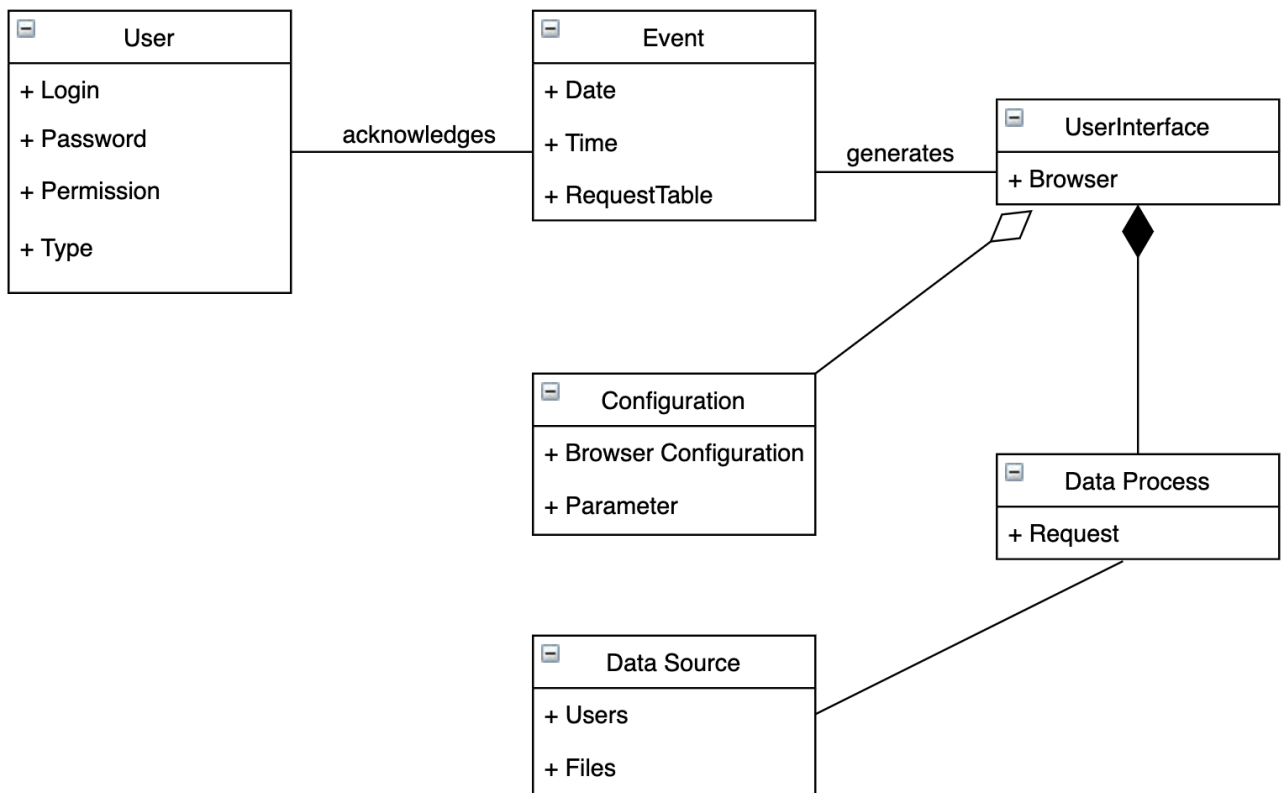 User
+ Login
+ Password
+ Permission
+ Type
acknowledges
Event
+ Date
+ Time
+ RequestTable
generates
UserInterface
+ Browser
Configuration
+ Browser Configuration
+ Parameter
Data Process
+ Request
Data Source
+ Users
+ Files